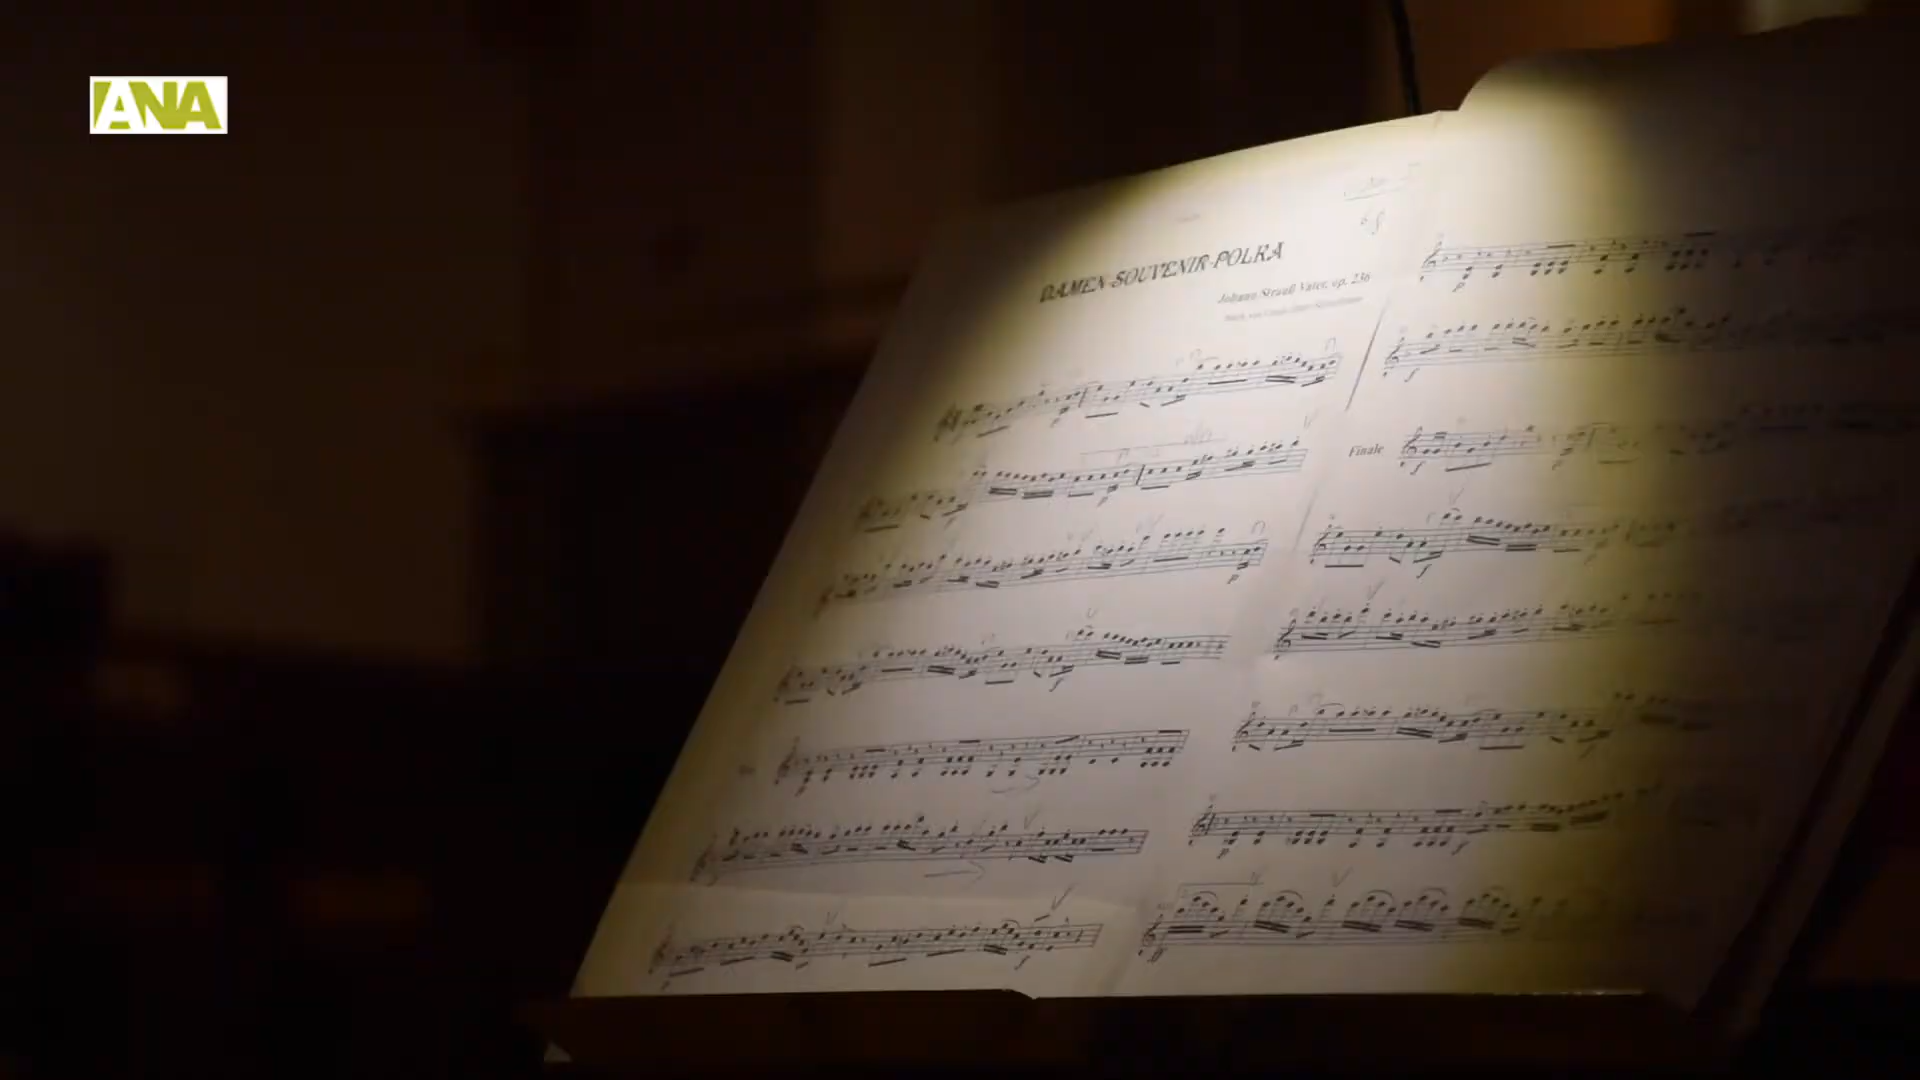 ANA
DAMEN-SOUVENIR-POLKA
Johann Strauß Vater, op. 236
Finale